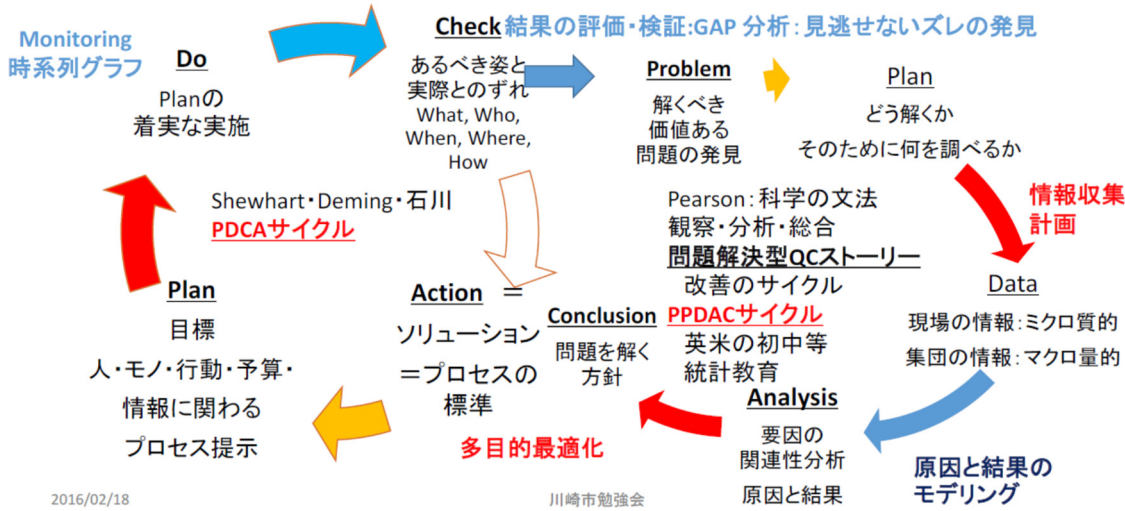 Monitoring
時系列グラフ
Do
Planの
着実な実施
Check 結果の評価・検証:GAP 分析：見逃せないズレの発見
あるべき姿と
実際とのずれ
What, Who,
When, Where,
How
Problem
解くべき
価値ある
問題の発見
Plan
どう解くか
そのために何を調べるか
Shewhart・Deming・石川
PDCAサイクル
Pearson：科学の文法
観察・分析・総合
問題解決型QCストーリー
改善のサイクル
PPDACサイクル
英米の初中等
統計教育
情報収集
計画
Plan
目標
人・モノ・行動・予算・
情報に関わる
プロセス提示
Action ＝
ソリューション
＝プロセスの
標準
Conclusion
問題を解く
方針
多目的最適化
Data
現場の情報：ミクロ質的
集団の情報：マクロ量的
Analysis
要因の
関連性分析
原因と結果
原因と結果の
モデリング
2016/02/18
川崎市勉強会